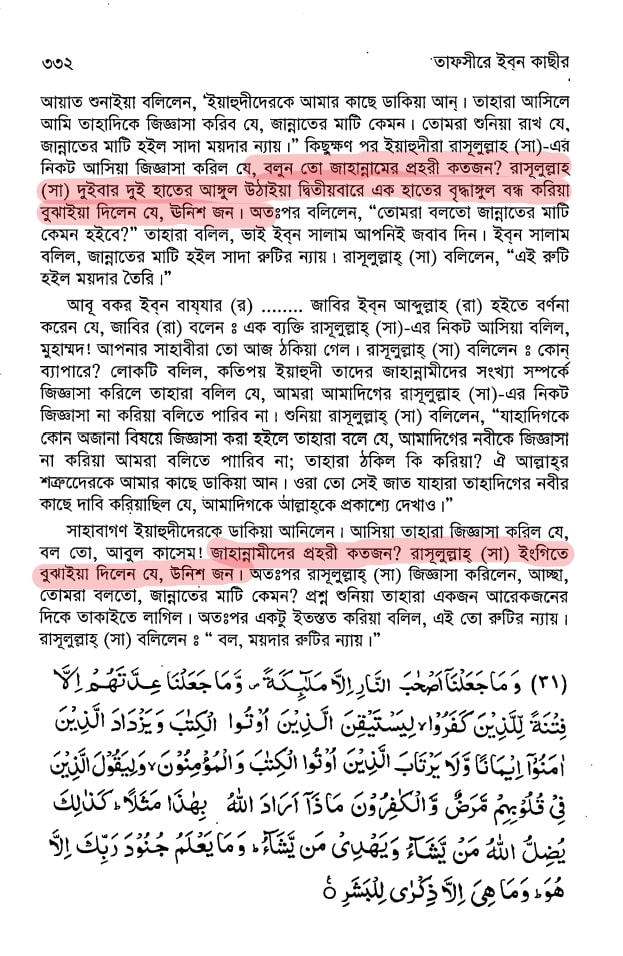 ৩৩২ তাফসীরে ইব্‌ন কাছীর
আয়াত শুনাইয়া বলিলেন, ‘ইয়াহুদীদেরকে আমার কাছে ডাকিয়া আন্‌। তাহারা আসিলে
আমি তাহাদিকে জিজ্ঞাসা করিব যে, জান্নাতের মাটি কেমন। তোমরা শুনিয়া রাখ যে,
জান্নাতের মাটি হইল সাদা ময়দার ন্যায়।” কিছুক্ষণ পর ইয়াহুদীরা রাসূলুল্লাহ্ (সা)-এর
নিকট আসিয়া জিজ্ঞাসা করিল যে, বলুন তো জাহান্নামের প্রহরী কতজন? রাসূলুল্লাহ্
(সা) দুইবার দুই হাতের আঙ্গুল উঠাইয়া দ্বিতীয়বারে এক হাতের বৃদ্ধাঙ্গুল বন্ধ করিয়া
বুঝাইয়া দিলেন যে, ঊনিশ জন। অতঃপর বলিলেন, “তোমরা বলতো জান্নাতের মাটি
কেমন হইবে?” তাহারা বলিল, ভাই ইব্‌ন সালাম আপনিই জবাব দিন। ইব্‌ন সালাম
বলিল, জান্নাতের মাটি হইল সাদা রুটির ন্যায়। রাসূলুল্লাহ্ (সা) বলিলেন, “এই রুটি
হইল ময়দার তৈরি।”
আবূ বকর ইব্‌ন বায্‌যার (র) ........ জাবির ইব্‌ন আব্দুল্লাহ্ (রা) হইতে বর্ণনা
করেন যে, জাবির (রা) বলেন ঃ এক ব্যক্তি রাসূলুল্লাহ্ (সা)-এর নিকট আসিয়া বলিল,
মুহাম্মদ! আপনার সাহাবীরা তো আজ ঠকিয়া গেল। রাসূলুল্লাহ্ (সা) বলিলেন ঃ কোন্
ব্যাপারে? লোকটি বলিল, কতিপয় ইয়াহুদী তাদের জাহান্নামীদের সংখ্যা সম্পর্কে
জিজ্ঞাসা করিলে তাহারা বলিল যে, আমরা আমাদিগের রাসূলুল্লাহ্ (সা)-এর নিকট
জিজ্ঞাসা না করিয়া বলিতে পারিব না। শুনিয়া রাসূলুল্লাহ্ (সা) বলিলেন, “যাহাদিগকে
কোন অজানা বিষয়ে জিজ্ঞাসা করা হইলে তাহারা বলে যে, আমাদিগের নবীকে জিজ্ঞাসা
না করিয়া আমরা বলিতে পাারিব না; তাহারা ঠকিল কি করিয়া? ঐ আল্লাহ্‌র
শত্রুদেরকে আমার কাছে ডাকিয়া আন। ওরা তো সেই জাত যাহারা তাহাদিগের নবীর
কাছে দাবি করিয়াছিল যে, আমাদিগকে আল্লাহ্‌কে প্রকাশ্যে দেখাও।”
সাহাবাগণ ইয়াহুদীদেরকে ডাকিয়া আনিলেন। আসিয়া তাহারা জিজ্ঞাসা করিল যে,
বল তো, আবুল কাসেম! জাহান্নামীদের প্রহরী কতজন? রাসূলুল্লাহ্ (সা) ইংগিতে
বুঝাইয়া দিলেন যে, উনিশ জন। অতঃপর রাসূলুল্লাহ্ (সা) জিজ্ঞাসা করিলেন, আচ্ছা,
তোমরা বলতো, জান্নাতের মাটি কেমন? প্রশ্ন শুনিয়া তাহারা একজন আরেকজনের
দিকে তাকাইতে লাগিল। অতঃপর একটু ইতস্তত করিয়া বলিল, এই তো রুটির ন্যায়।
রাসূলুল্লাহ্ (সা) বলিলেন ঃ “ বল, ময়দার রুটির ন্যায়।”
(৩১) وَمَا جَعَلْنَآ اَصْحٰبَ النَّارِ اِلَّا مَلٰٓئِكَةً ۪ وَّمَا جَعَلْنَا عِدَّتَهُمْ اِلَّا
فِتْنَةً لِّلَّذِيْنَ كَفَرُوْا ۙ لِيَسْتَيْقِنَ الَّذِيْنَ اُوْتُوا الْكِتٰبَ وَيَزْدَادَ الَّذِيْنَ
اٰمَنُوْٓا اِيْمَانًا وَّلَا يَرْتَابَ الَّذِيْنَ اُوْتُوا الْكِتٰبَ وَالْمُؤْمِنُوْنَ ۙ وَلِيَقُوْلَ الَّذِيْنَ
فِيْ قُلُوْبِهِمْ مَّرَضٌ وَّالْكٰفِرُوْنَ مَاذَآ اَرَادَ اللّٰهُ بِهٰذَا مَثَلًا ؕ كَذٰلِكَ
يُضِلُّ اللّٰهُ مَنْ يَّشَآءُ وَيَهْدِيْ مَنْ يَّشَآءُ ؕ وَمَا يَعْلَمُ جُنُوْدَ رَبِّكَ اِلَّا
هُوَ ؕ وَمَا هِيَ اِلَّا ذِكْرٰى لِلْبَشَرِ ۟